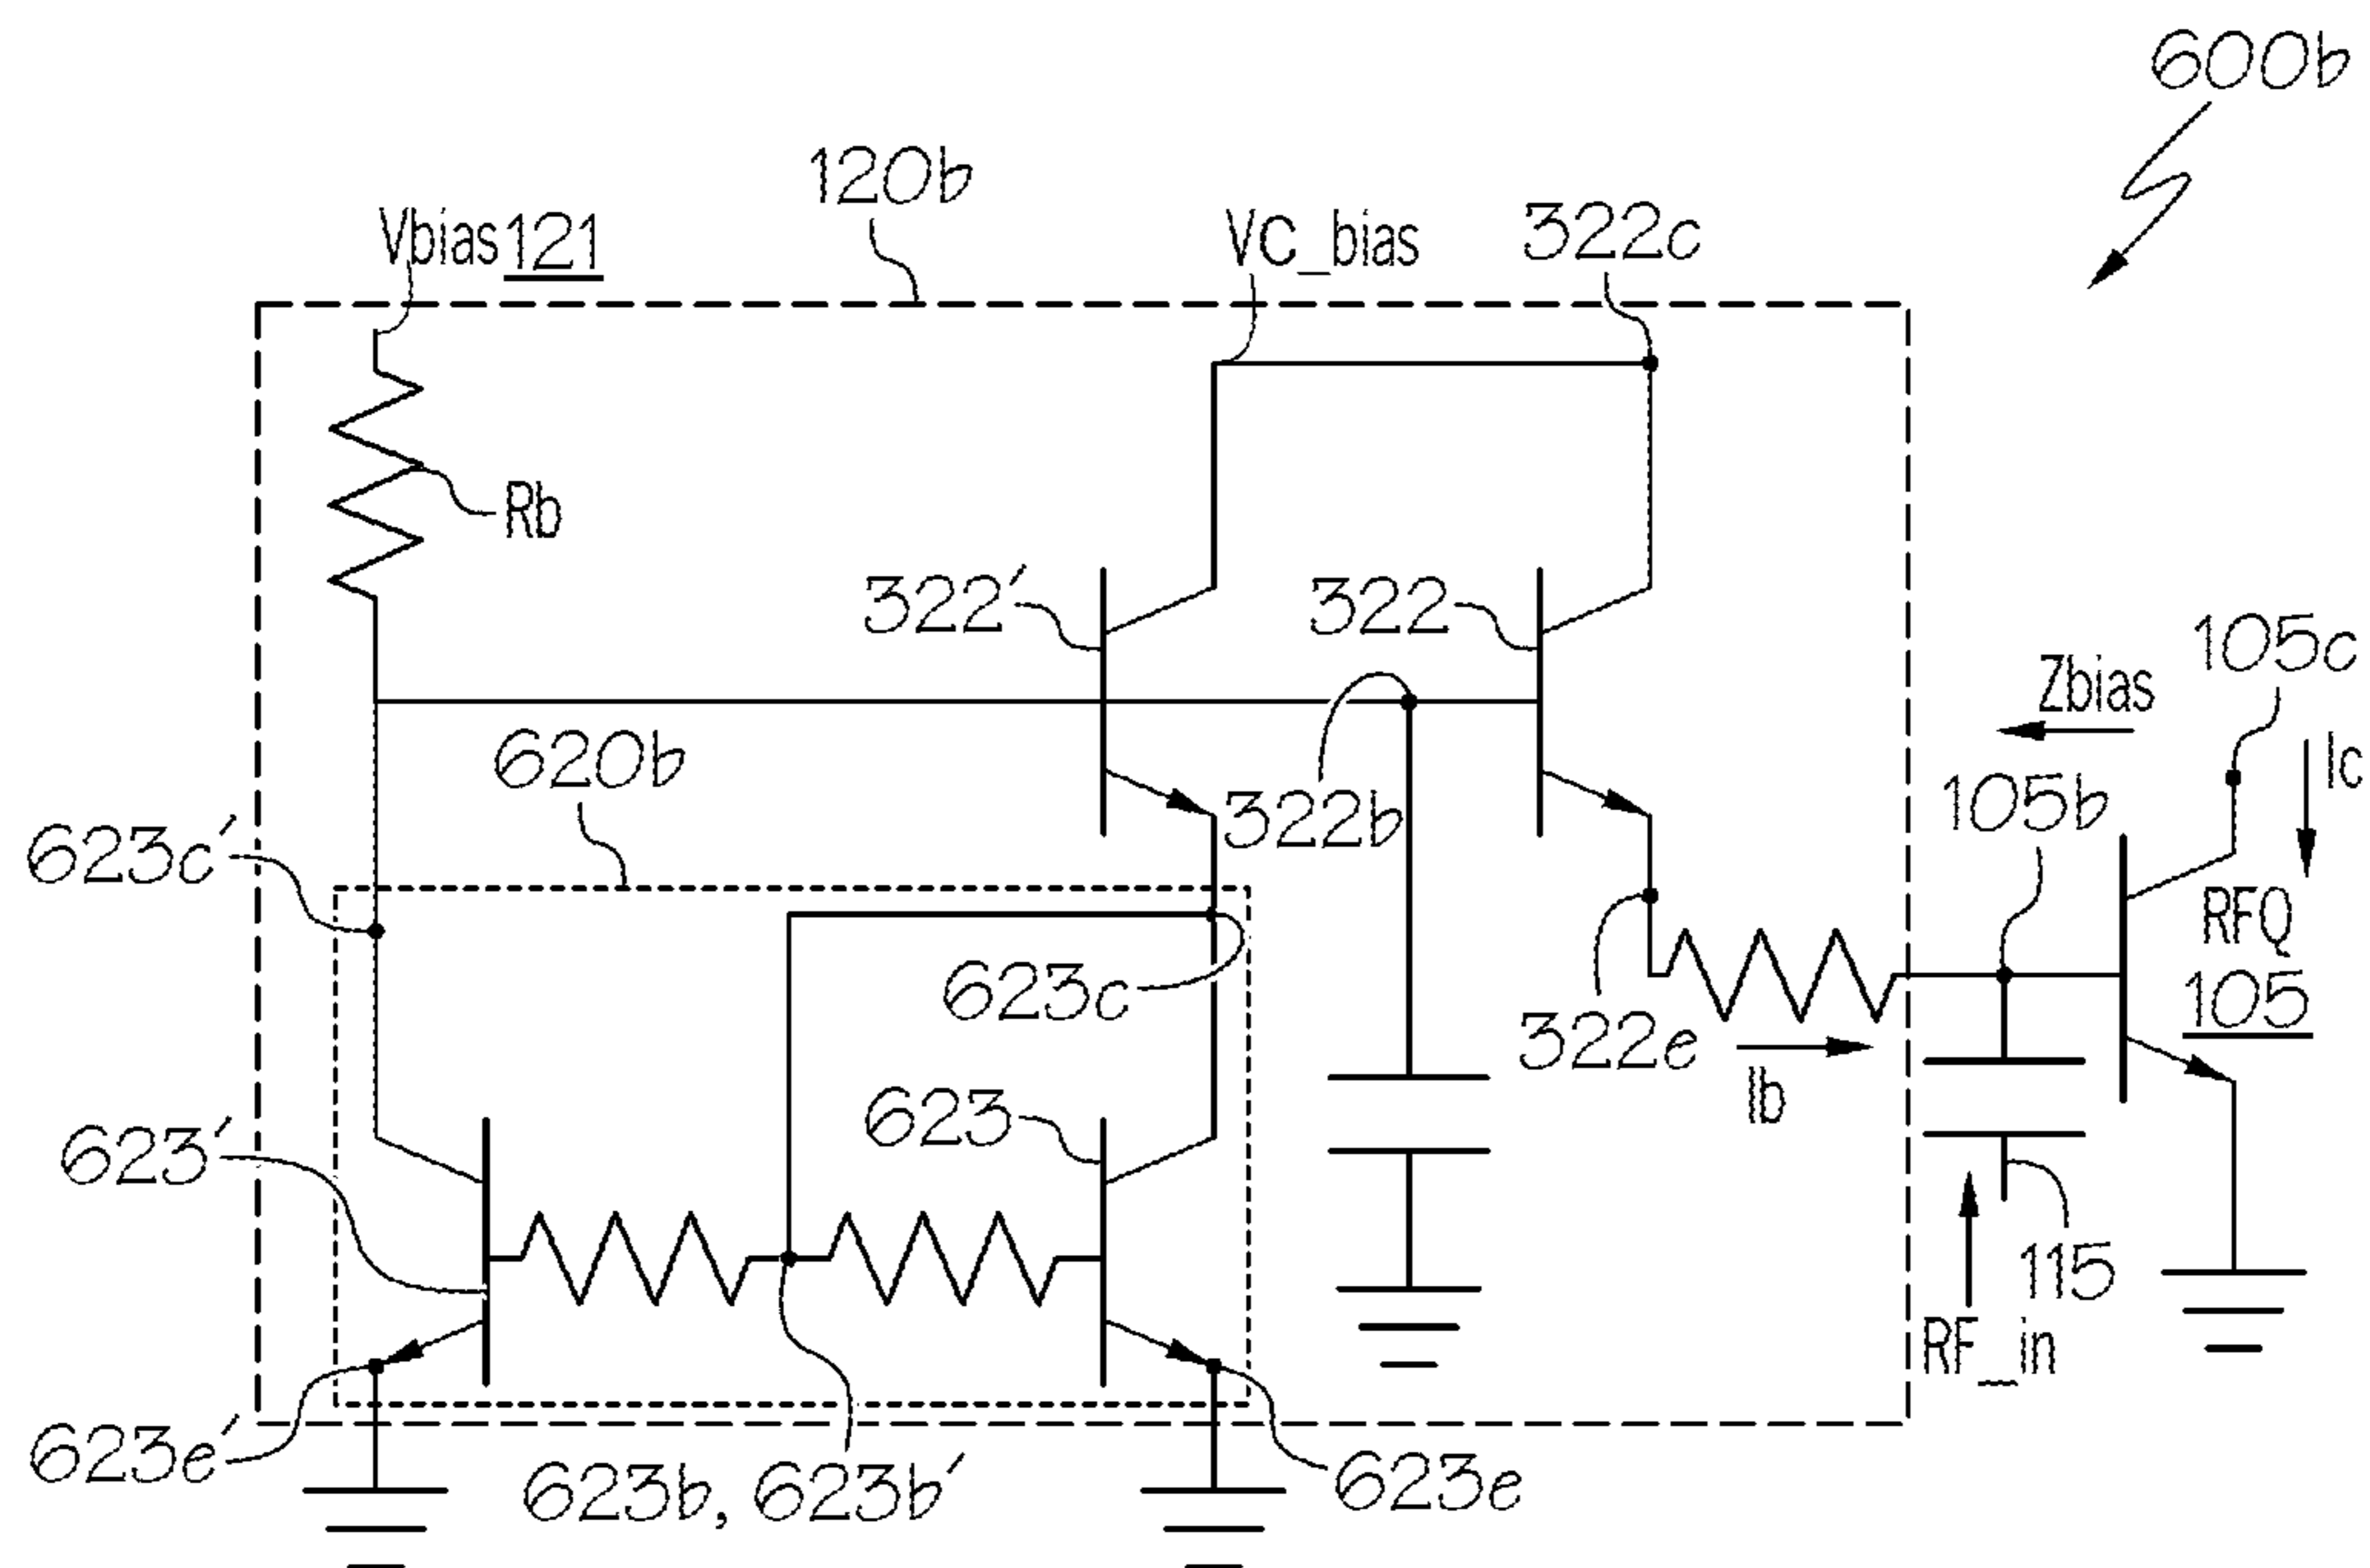 600b
120b
Vbias 121
VC_bias
322c
Rb
322′
322
105c
Zbias
Ic
620b
322b
105b
623c′
RFQ
105
623c
322e
Ib
623
623′
115
RF_in
623e′
623b, 623b′
623e